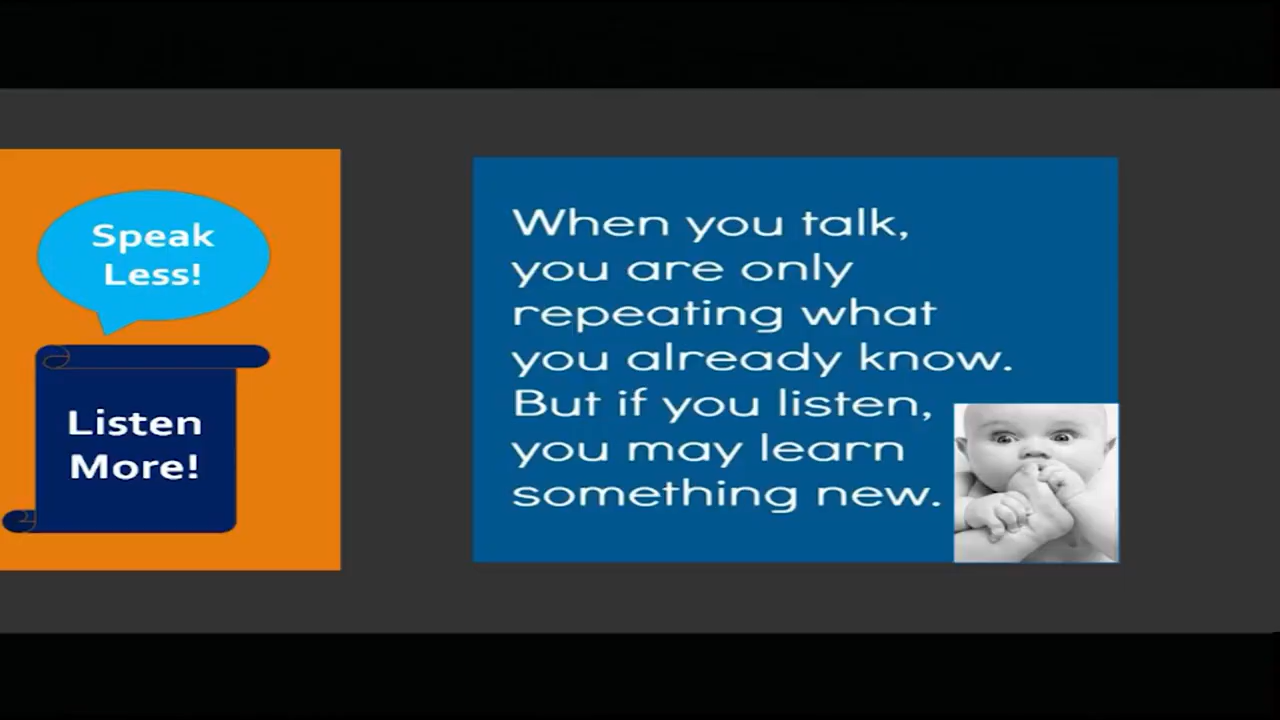 Speak
Less!
Listen
More!
When you talk,
you are only
repeating what
you already know.
But if you listen,
you may learn
something new.